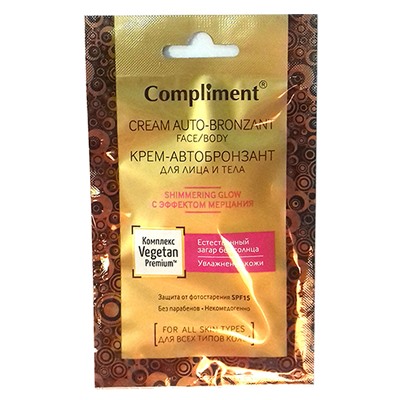 Compliment®
CREAM AUTO-BRONZANT
FACE/BODY
КРЕМ-АВТОБРОНЗАНТ
ДЛЯ ЛИЦА И ТЕЛА
SHIMMERING GLOW
С ЭФФЕКТОМ МЕРЦАНИЯ
Комплекс
Vegetan
Premium™
Естественный
загар без солнца
Увлажнение кожи
Защита от фотостарения SPF15
Без парабенов • Некомедогенно
FOR ALL SKIN TYPES
ДЛЯ ВСЕХ ТИПОВ КОЖИ